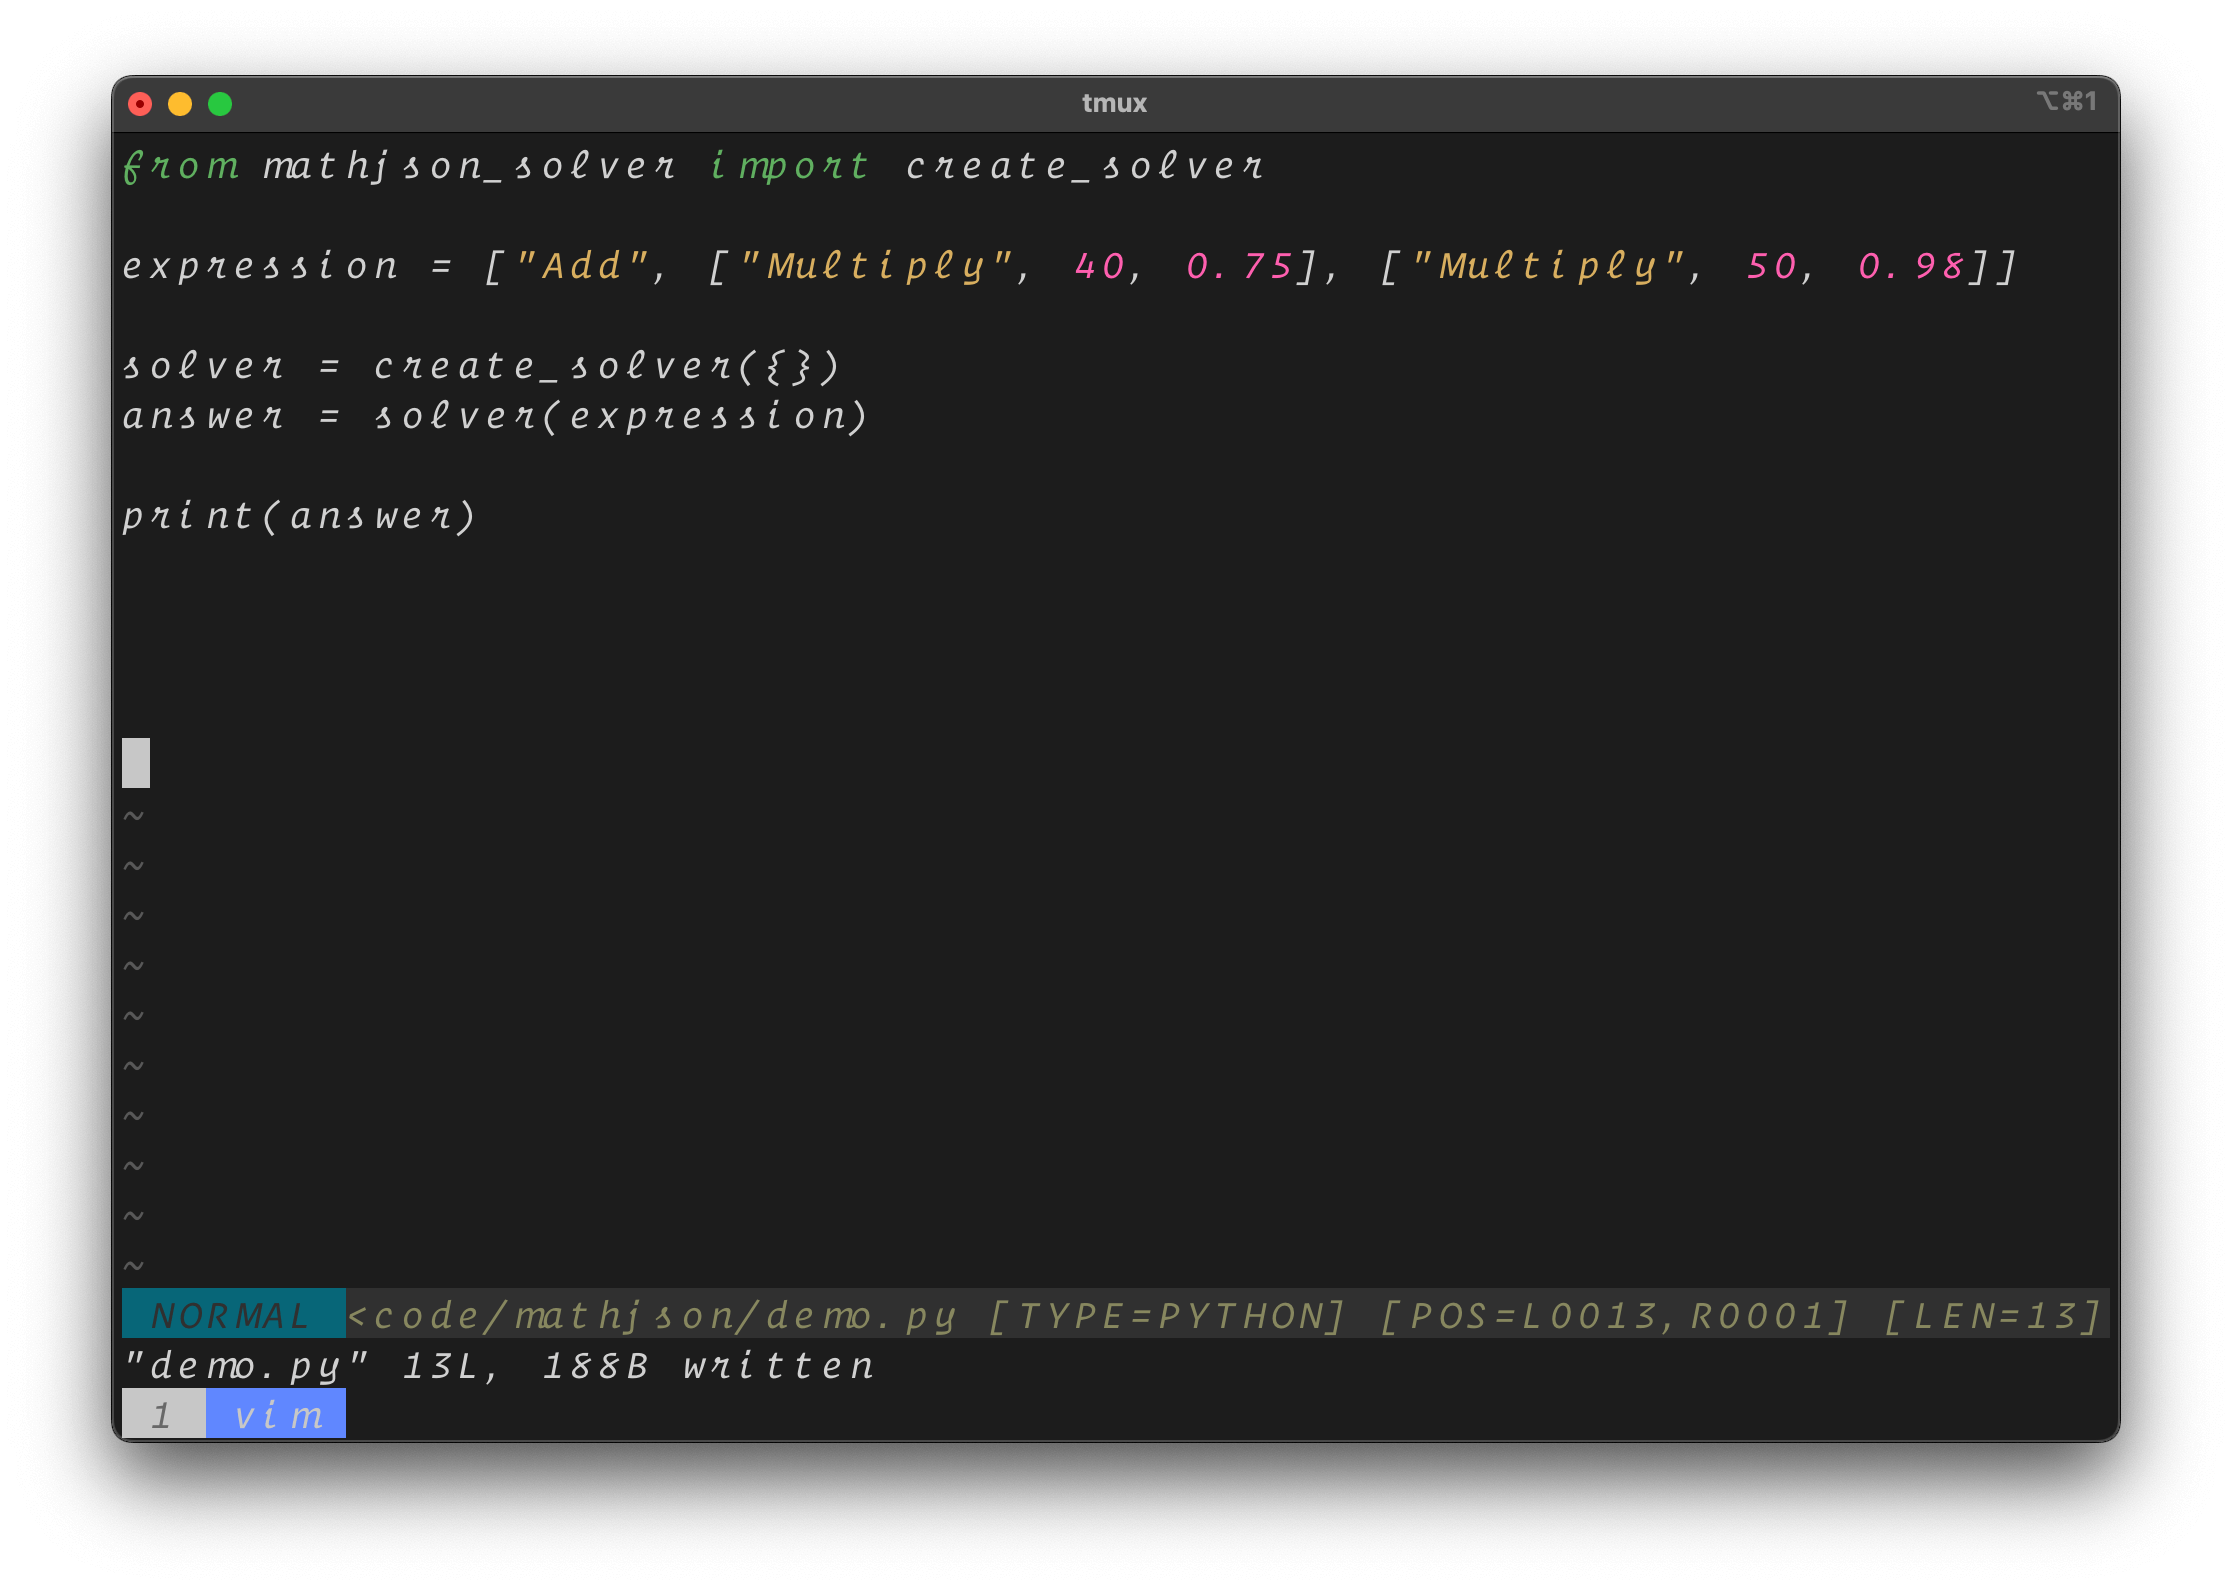 tmux ⌥⌘1
from mathjson_solver import create_solver
expression = ["Add", ["Multiply", 40, 0.75], ["Multiply", 50, 0.98]]
solver = create_solver({})
answer = solver(expression)
print(answer)
~
~
~
~
~
~
~
~
~
~
NORMAL <code/mathjson/demo.py [TYPE=PYTHON] [POS=L0013,R0001] [LEN=13]
"demo.py" 13L, 188B written
1 vim